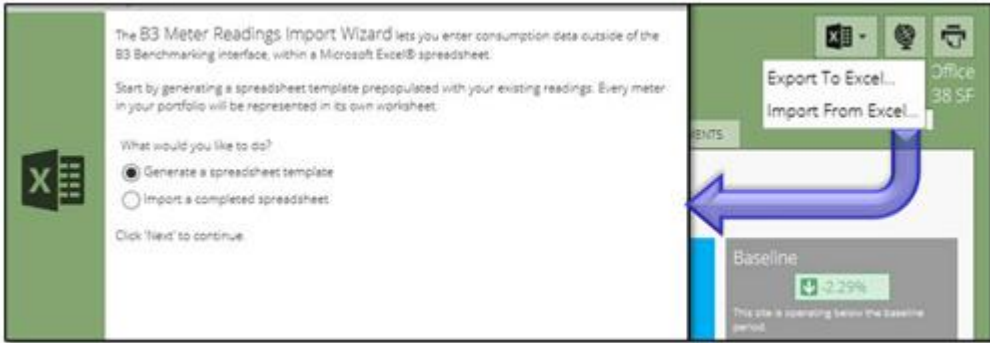 The B3 Meter Readings Import Wizard lets you enter consumption data outside of the
B3 Benchmarking interface, within a Microsoft Excel® spreadsheet.
Start by generating a spreadsheet template prepopulated with your existing readings. Every meter
in your portfolio will be represented in its own worksheet.
What would you like to do?
Generate a spreadsheet template
Import a completed spreadsheet
Click 'Next' to continue.
Export To Excel...
Import From Excel...
Office
38 SF
MENTS
Baseline
-2.29%
This site is operating below the baseline
period.